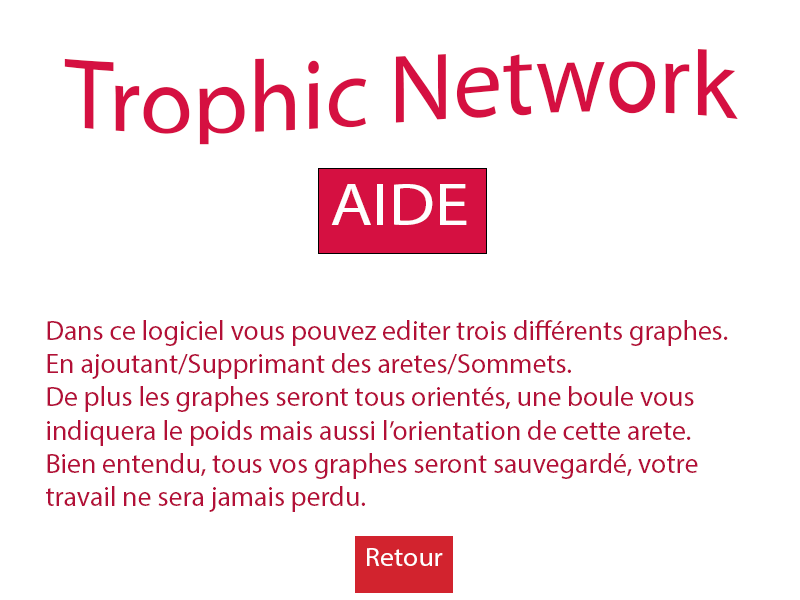 Trophic Network
AIDE
Dans ce logiciel vous pouvez editer trois différents graphes.
En ajoutant/Supprimant des aretes/Sommets.
De plus les graphes seront tous orientés, une boule vous
indiquera le poids mais aussi l’orientation de cette arete.
Bien entendu, tous vos graphes seront sauvegardé, votre
travail ne sera jamais perdu.
Retour